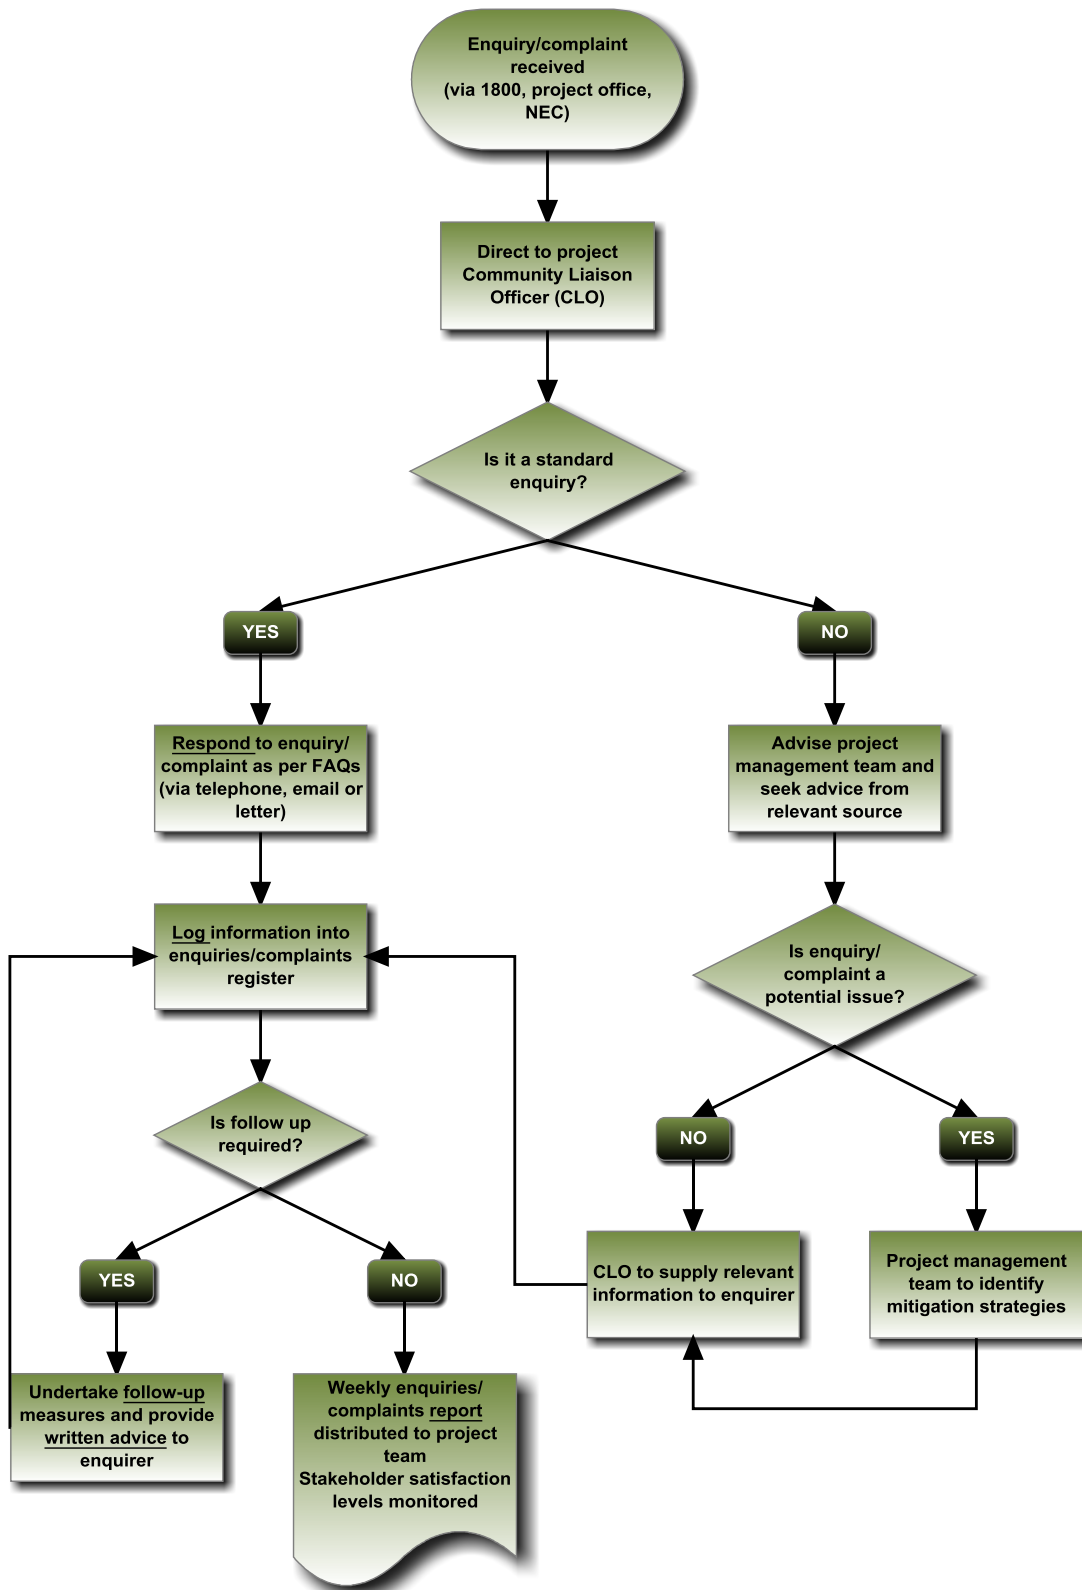 Enquiry/complaint
received
(via 1800, project office,
NEC)
Direct to project
Community Liaison
Officer (CLO)
Is it a standard
enquiry?
YES
NO
Respond to enquiry/
complaint as per FAQs
(via telephone, email or
letter)
Advise project
management team and
seek advice from
relevant source
Log information into
enquiries/complaints
register
Is enquiry/
complaint a
potential issue?
Is follow up
required?
NO
YES
YES
NO
CLO to supply relevant
information to enquirer
Project management
team to identify
mitigation strategies
Undertake follow-up
measures and provide
written advice to
enquirer
Weekly enquiries/
complaints report
distributed to project
team
Stakeholder satisfaction
levels monitored